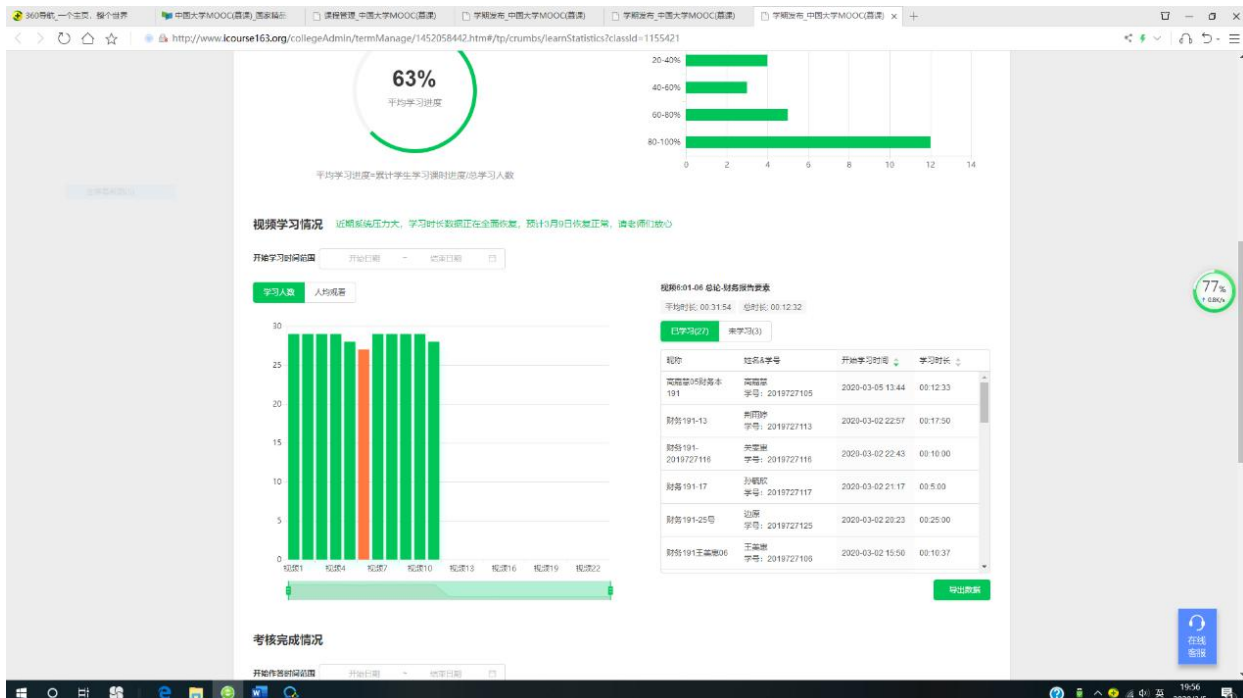 360导航_一个主页，整个世界
中国大学MOOC(慕课)_国家精品
课程管理_中国大学MOOC(慕课)
学期发布_中国大学MOOC(慕课)
学期发布_中国大学MOOC(慕课)
学期发布_中国大学MOOC(慕课)
http://www.icourse163.org/collegeAdmin/termManage/1452058442.htm#/tp/crumbs/learnStatistics?classId=1155421
63%
平均学习进度
平均学习进度=累计学生学习课时进度/总学习人数
20-40%
40-60%
60-80%
80-100%
0 2 4 6 8 10 12 14
视频学习情况 近期系统压力大，学习时长数据正在全面恢复，预计3月9日恢复正常，请老师们放心
开始学习时间范围 开始日期 ~ 结束日期
学习人数 人均观看
30
25
20
15
10
5
0
视频1 视频4 视频7 视频10 视频13 视频16 视频19 视频22
视频6:01-06 总论-财务报告要素
平均时长: 00:31:54 总时长: 00:12:32
已学习(27) 未学习(3)
昵称 姓名&学号 开始学习时间 学习时长
191
学号：2019727105
2020-03-05 13:44 00:12:33
财务191-13
学号：2019727113
2020-03-02 22:57 00:17:50
财务191-
2019727116
学号：2019727116
2020-03-02 22:43 00:10:00
财务191-17
学号：2019727117
2020-03-02 21:17 00:5:00
财务191-25号
边原
学号：2019727125
2020-03-02 20:23 00:25:00
学号：2019727106
2020-03-02 15:50 00:10:37
导出数据
考核完成情况
开始作答时间范围 开始日期 ~ 结束日期
77%
在线
客服
英
19:56